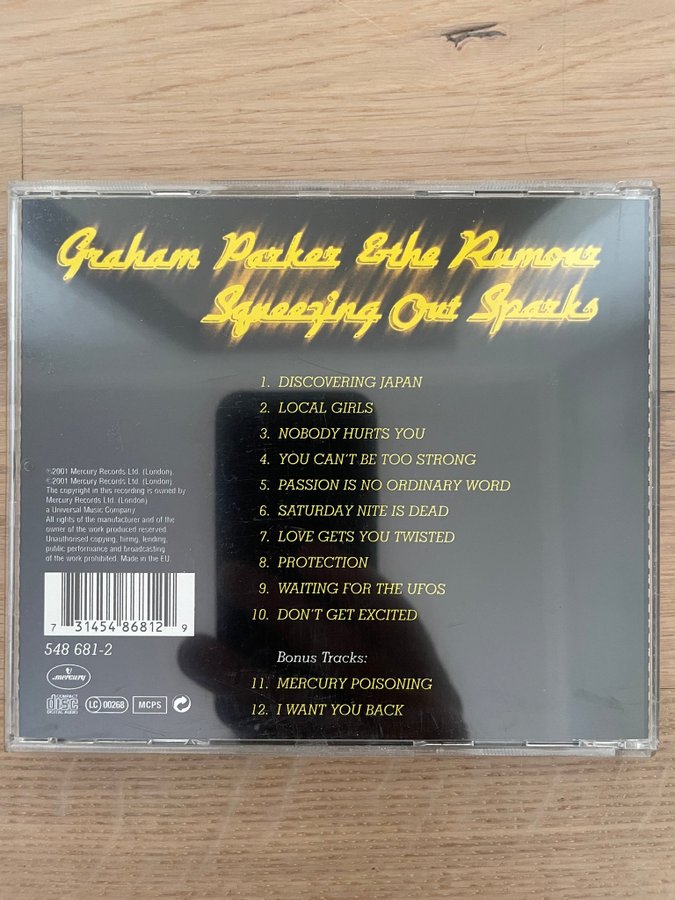 Graham Parker & the Rumour
Squeezing Out Sparks
1. DISCOVERING JAPAN
2. LOCAL GIRLS
3. NOBODY HURTS YOU
4. YOU CAN'T BE TOO STRONG
5. PASSION IS NO ORDINARY WORD
6. SATURDAY NITE IS DEAD
7. LOVE GETS YOU TWISTED
8. PROTECTION
9. WAITING FOR THE UFOS
10. DON'T GET EXCITED
Bonus Tracks:
11. MERCURY POISONING
12. I WANT YOU BACK
℗2001 Mercury Records Ltd. (London).
©2001 Mercury Records Ltd. (London)
The copyright in this recording is owned by
Mercury Records Ltd. (London)
a Universal Music Company
All rights of the manufacturer and of the
owner of the work produced reserved.
Unauthorised copying, hiring, lending,
public performance and broadcasting
of the work prohibited. Made in the EU.
7 31454 86812 9
548 681-2
mercury
COMPACT
disc
DIGITAL AUDIO
LC 00268
MCPS